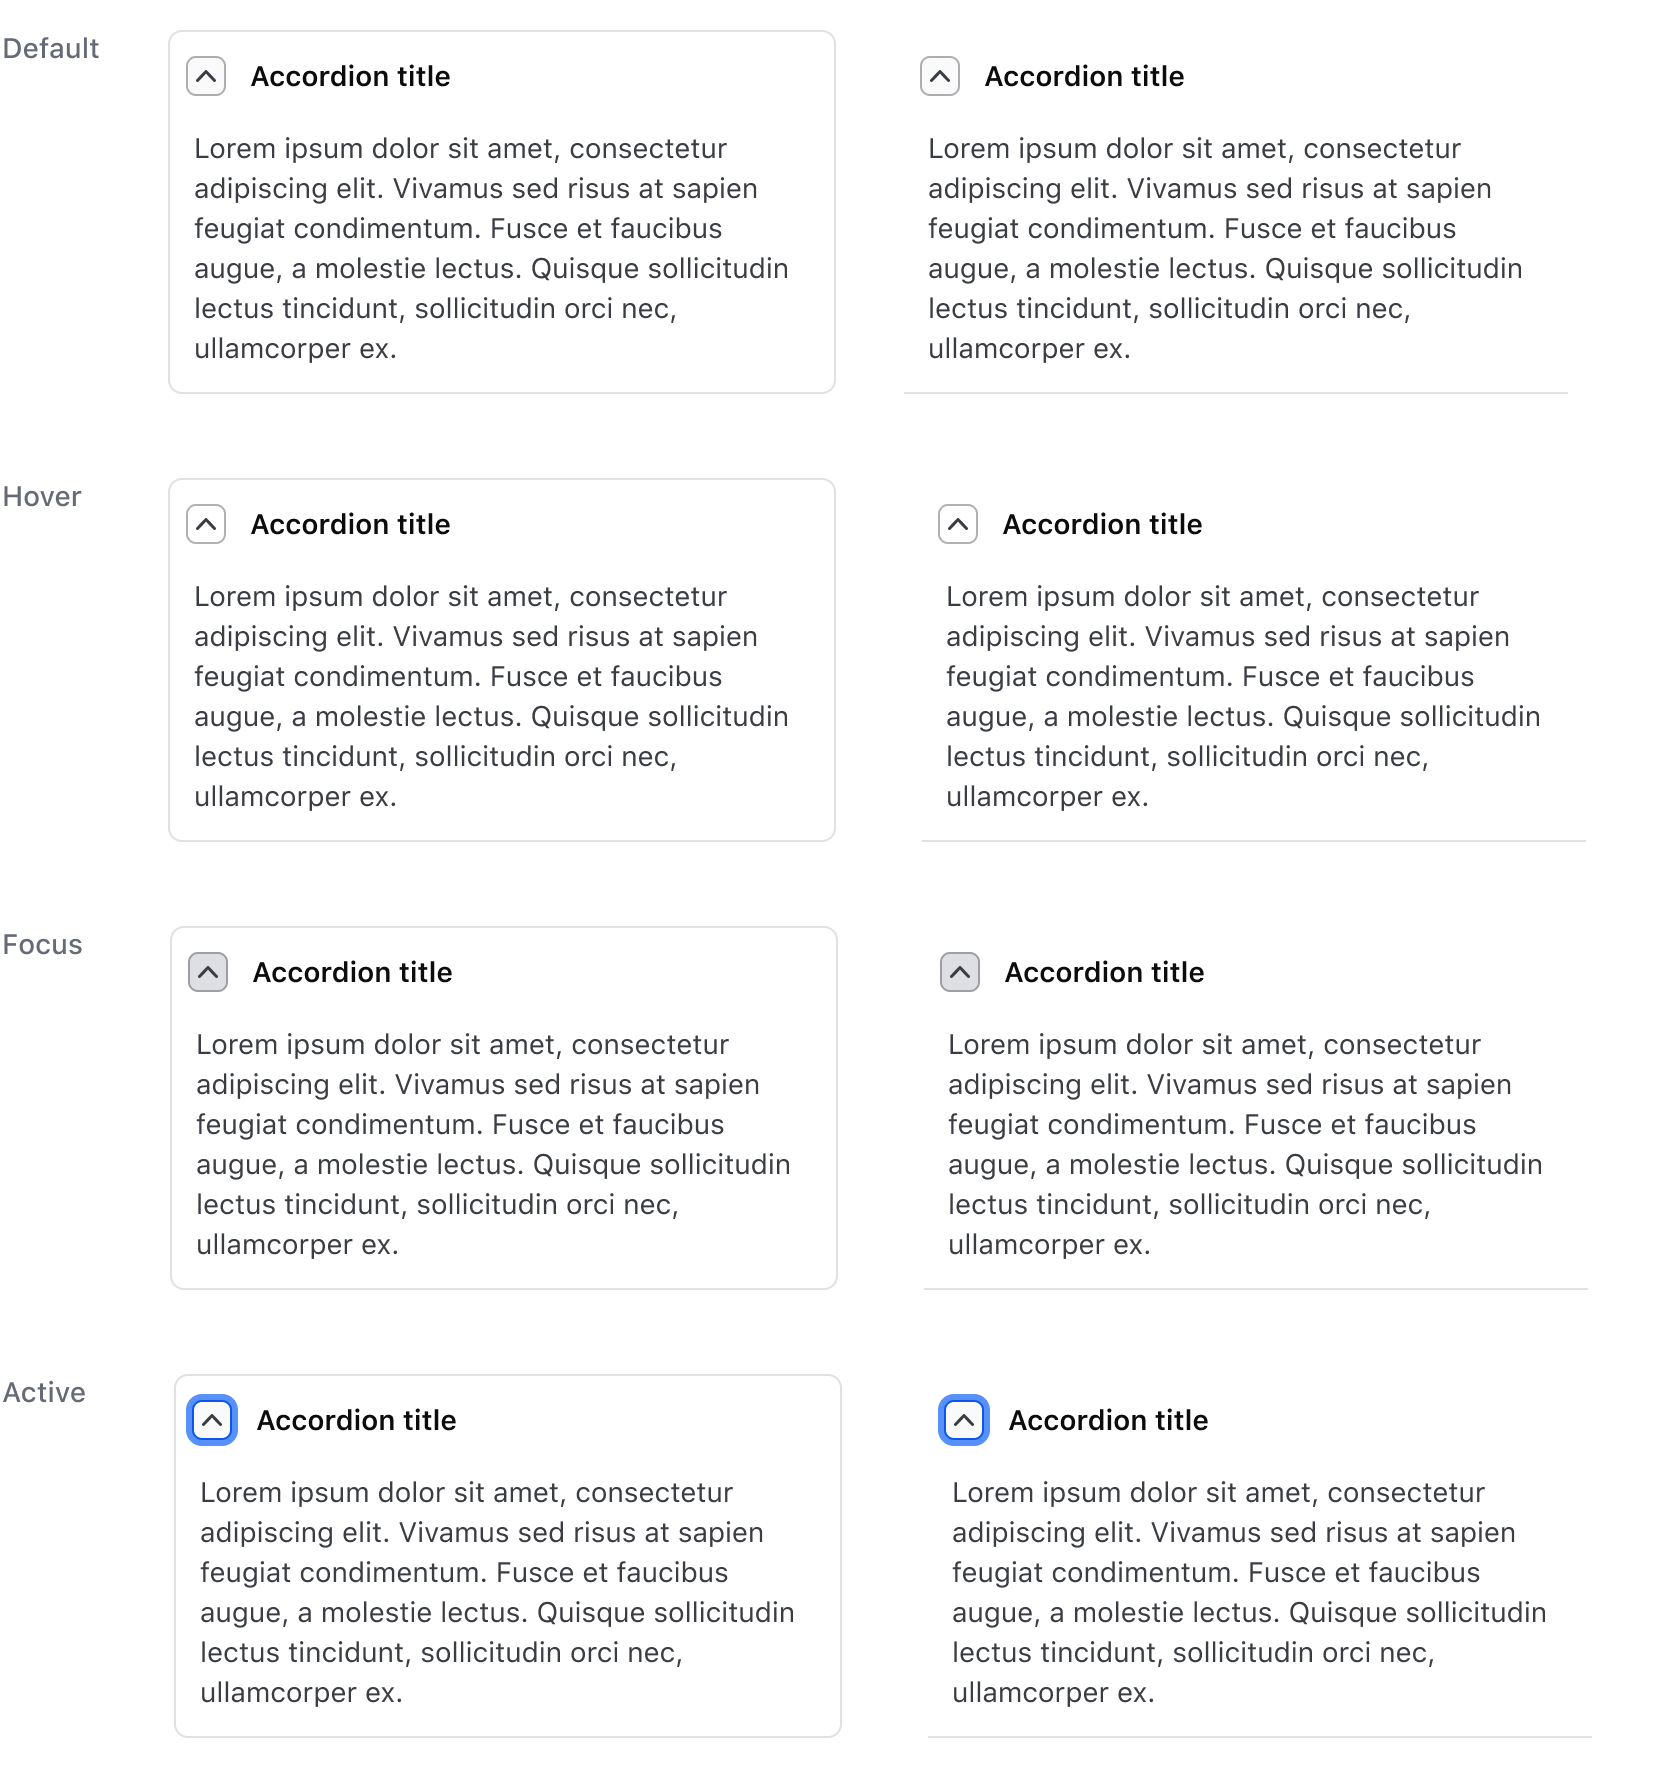 Default
Accordion title
Lorem ipsum dolor sit amet, consectetur
adipiscing elit. Vivamus sed risus at sapien
feugiat condimentum. Fusce et faucibus
augue, a molestie lectus. Quisque sollicitudin
lectus tincidunt, sollicitudin orci nec,
ullamcorper ex.
Accordion title
Lorem ipsum dolor sit amet, consectetur
adipiscing elit. Vivamus sed risus at sapien
feugiat condimentum. Fusce et faucibus
augue, a molestie lectus. Quisque sollicitudin
lectus tincidunt, sollicitudin orci nec,
ullamcorper ex.
Hover
Accordion title
Lorem ipsum dolor sit amet, consectetur
adipiscing elit. Vivamus sed risus at sapien
feugiat condimentum. Fusce et faucibus
augue, a molestie lectus. Quisque sollicitudin
lectus tincidunt, sollicitudin orci nec,
ullamcorper ex.
Accordion title
Lorem ipsum dolor sit amet, consectetur
adipiscing elit. Vivamus sed risus at sapien
feugiat condimentum. Fusce et faucibus
augue, a molestie lectus. Quisque sollicitudin
lectus tincidunt, sollicitudin orci nec,
ullamcorper ex.
Focus
Accordion title
Lorem ipsum dolor sit amet, consectetur
adipiscing elit. Vivamus sed risus at sapien
feugiat condimentum. Fusce et faucibus
augue, a molestie lectus. Quisque sollicitudin
lectus tincidunt, sollicitudin orci nec,
ullamcorper ex.
Accordion title
Lorem ipsum dolor sit amet, consectetur
adipiscing elit. Vivamus sed risus at sapien
feugiat condimentum. Fusce et faucibus
augue, a molestie lectus. Quisque sollicitudin
lectus tincidunt, sollicitudin orci nec,
ullamcorper ex.
Active
Accordion title
Lorem ipsum dolor sit amet, consectetur
adipiscing elit. Vivamus sed risus at sapien
feugiat condimentum. Fusce et faucibus
augue, a molestie lectus. Quisque sollicitudin
lectus tincidunt, sollicitudin orci nec,
ullamcorper ex.
Accordion title
Lorem ipsum dolor sit amet, consectetur
adipiscing elit. Vivamus sed risus at sapien
feugiat condimentum. Fusce et faucibus
augue, a molestie lectus. Quisque sollicitudin
lectus tincidunt, sollicitudin orci nec,
ullamcorper ex.